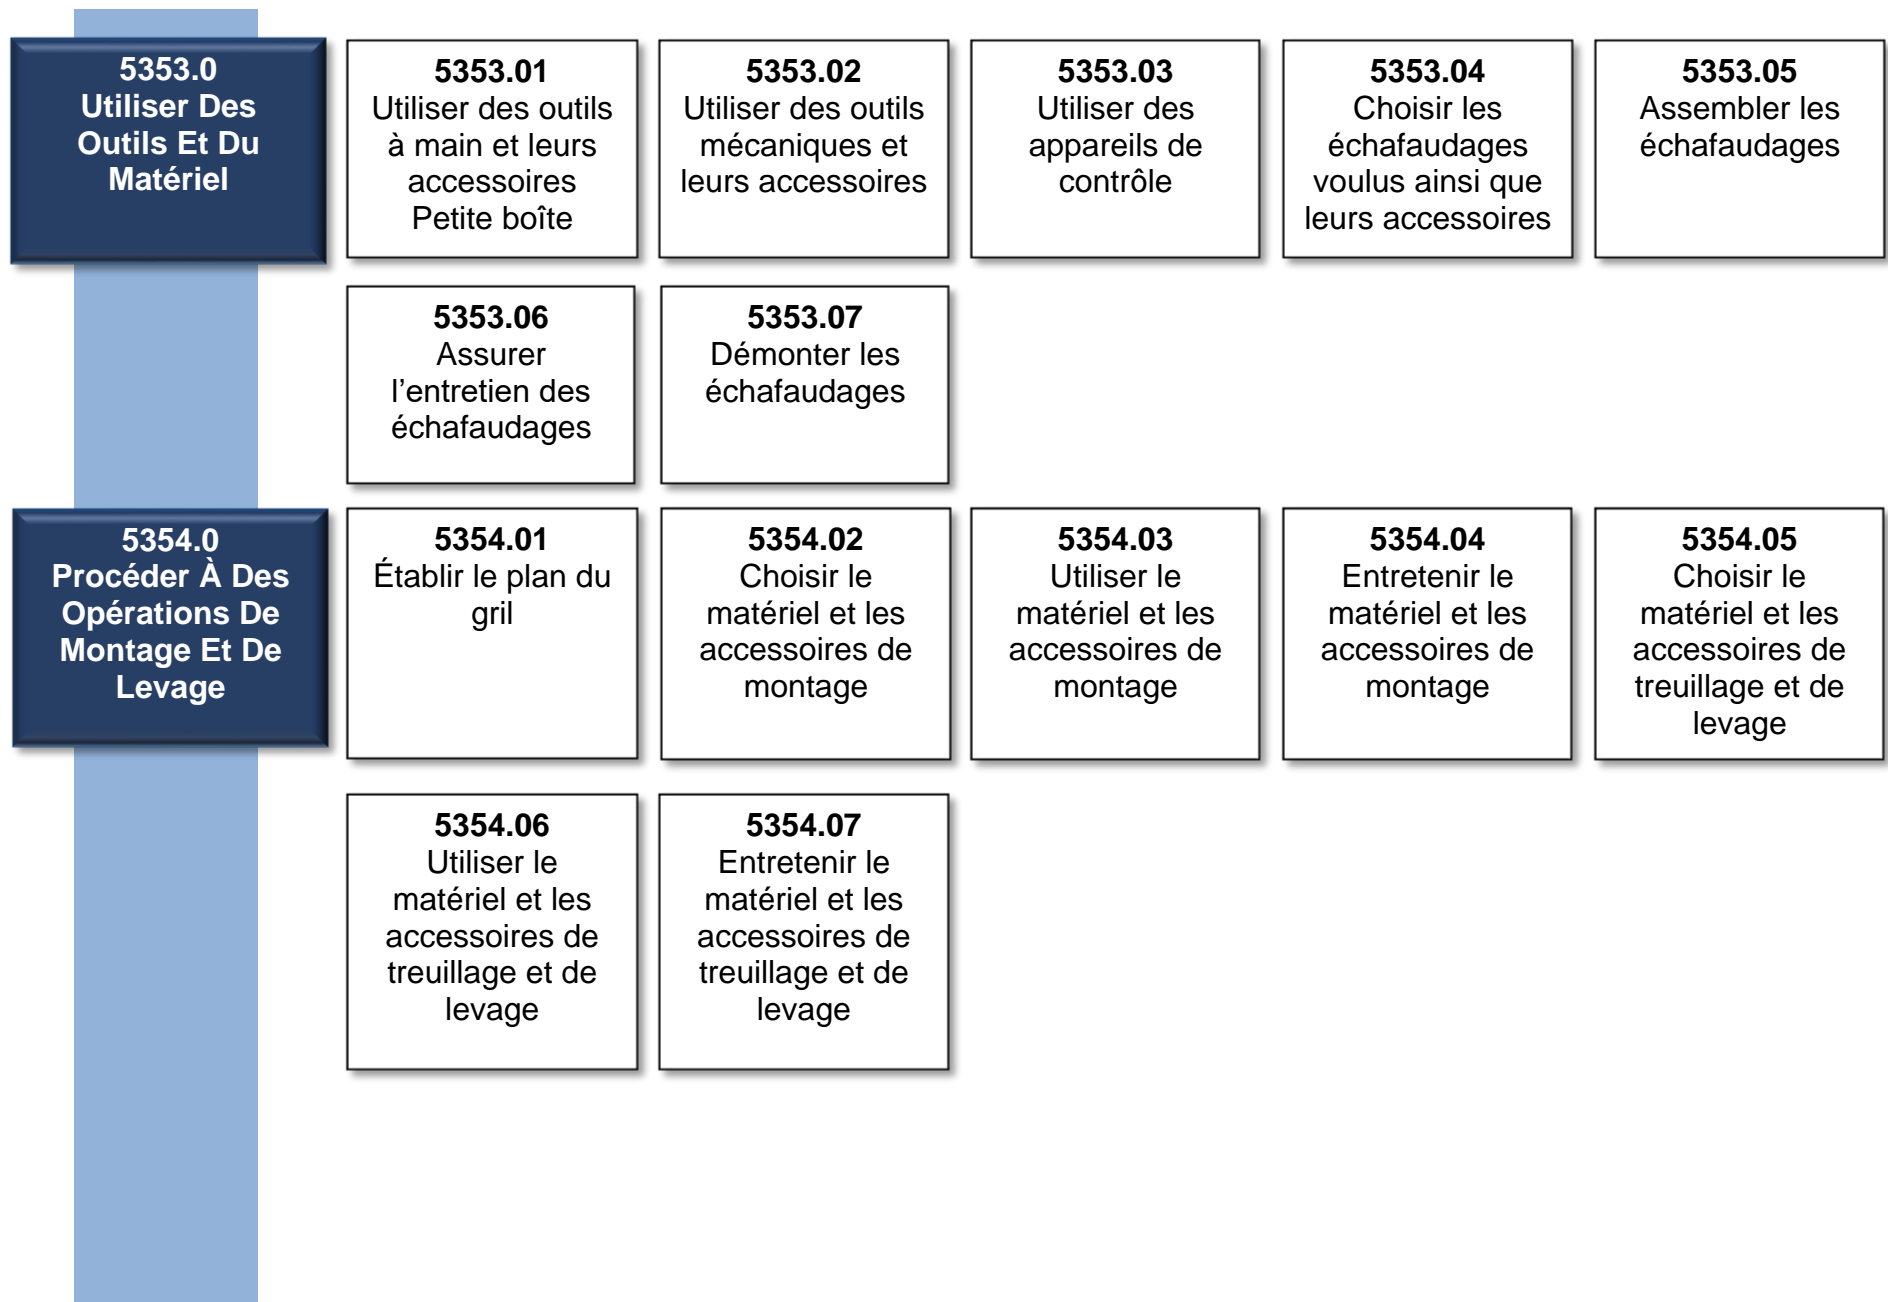 5353.0
Utiliser Des
Outils Et Du
Matériel
5353.01
Utiliser des outils
à main et leurs
accessoires
Petite boîte
5353.02
Utiliser des outils
mécaniques et
leurs accessoires
5353.03
Utiliser des
appareils de
contrôle
5353.04
Choisir les
échafaudages
voulus ainsi que
leurs accessoires
5353.05
Assembler les
échafaudages
5353.06
Assurer
l’entretien des
échafaudages
5353.07
Démonter les
échafaudages
5354.0
Procéder À Des
Opérations De
Montage Et De
Levage
5354.01
Établir le plan du
gril
5354.02
Choisir le
matériel et les
accessoires de
montage
5354.03
Utiliser le
matériel et les
accessoires de
montage
5354.04
Entretenir le
matériel et les
accessoires de
montage
5354.05
Choisir le
matériel et les
accessoires de
treuillage et de
levage
5354.06
Utiliser le
matériel et les
accessoires de
treuillage et de
levage
5354.07
Entretenir le
matériel et les
accessoires de
treuillage et de
levage